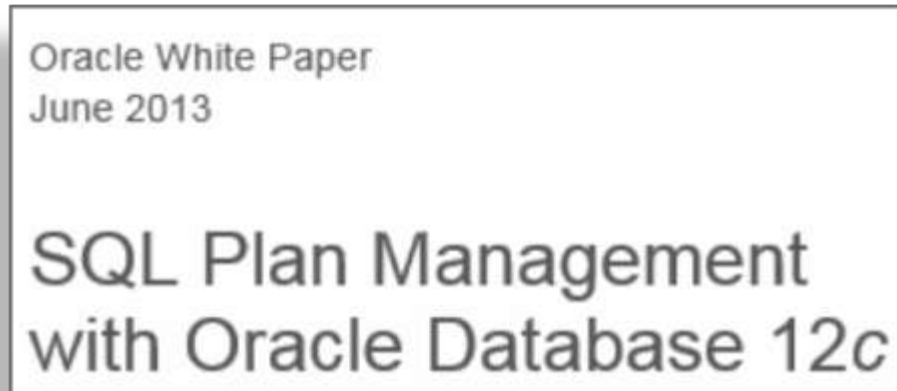 Oracle White Paper
June 2013
SQL Plan Management
with Oracle Database 12c